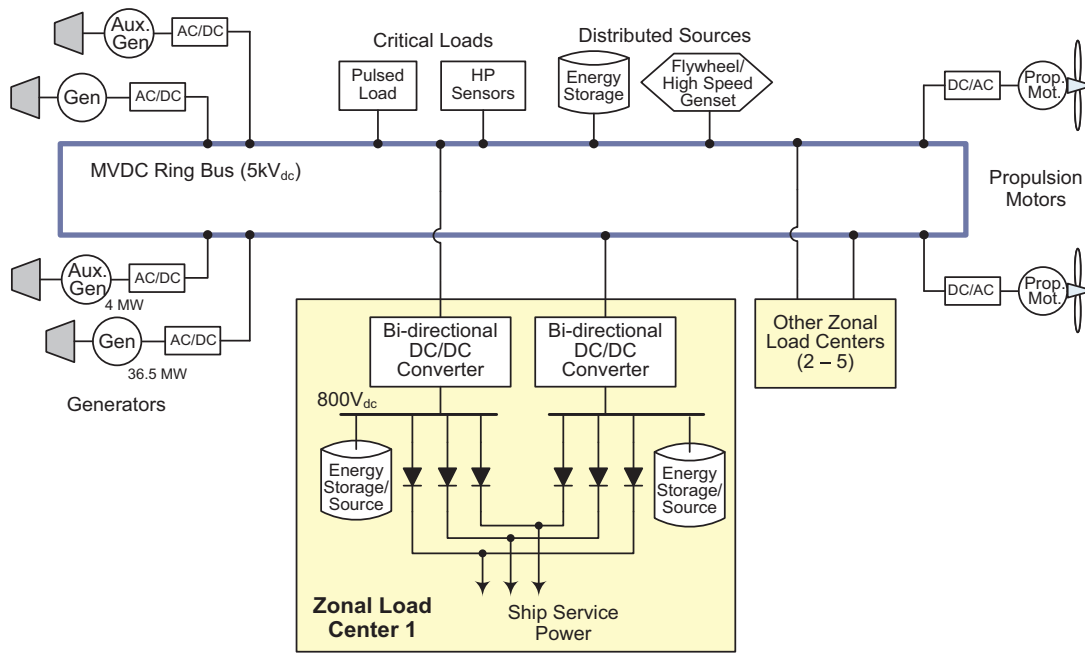 Aux.
Gen
AC/DC
Gen
AC/DC
Critical Loads
Pulsed
Load
HP
Sensors
Distributed Sources
Energy
Storage
Flywheel/
High Speed
Genset
DC/AC
Prop.
Mot.
MVDC Ring Bus (5kVdc)
Propulsion
Motors
Aux.
Gen
4 MW
AC/DC
Gen
36.5 MW
AC/DC
Generators
DC/AC
Prop.
Mot.
Bi-directional
DC/DC
Converter
Bi-directional
DC/DC
Converter
Other Zonal
Load Centers
(2 – 5)
800Vdc
Energy
Storage/
Source
Energy
Storage/
Source
Zonal Load
Center 1
Ship Service
Power